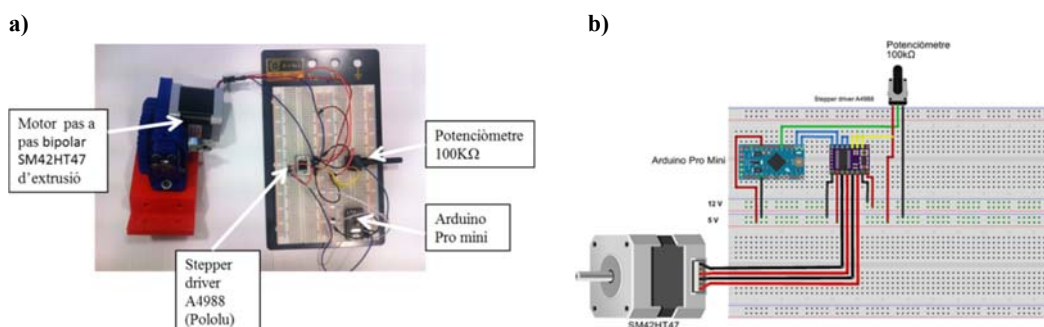 a)
Motor pas a
pas bipolar
SM42HT47
d'extrusió
Potenciòmetre
100KΩ
Arduino
Pro mini
Stepper
driver
A4988
(Pololu)
b)
Potenciòmetre
100kΩ
Stepper driver A4988
Arduino Pro Mini
12 V
5 V
SM42HT47